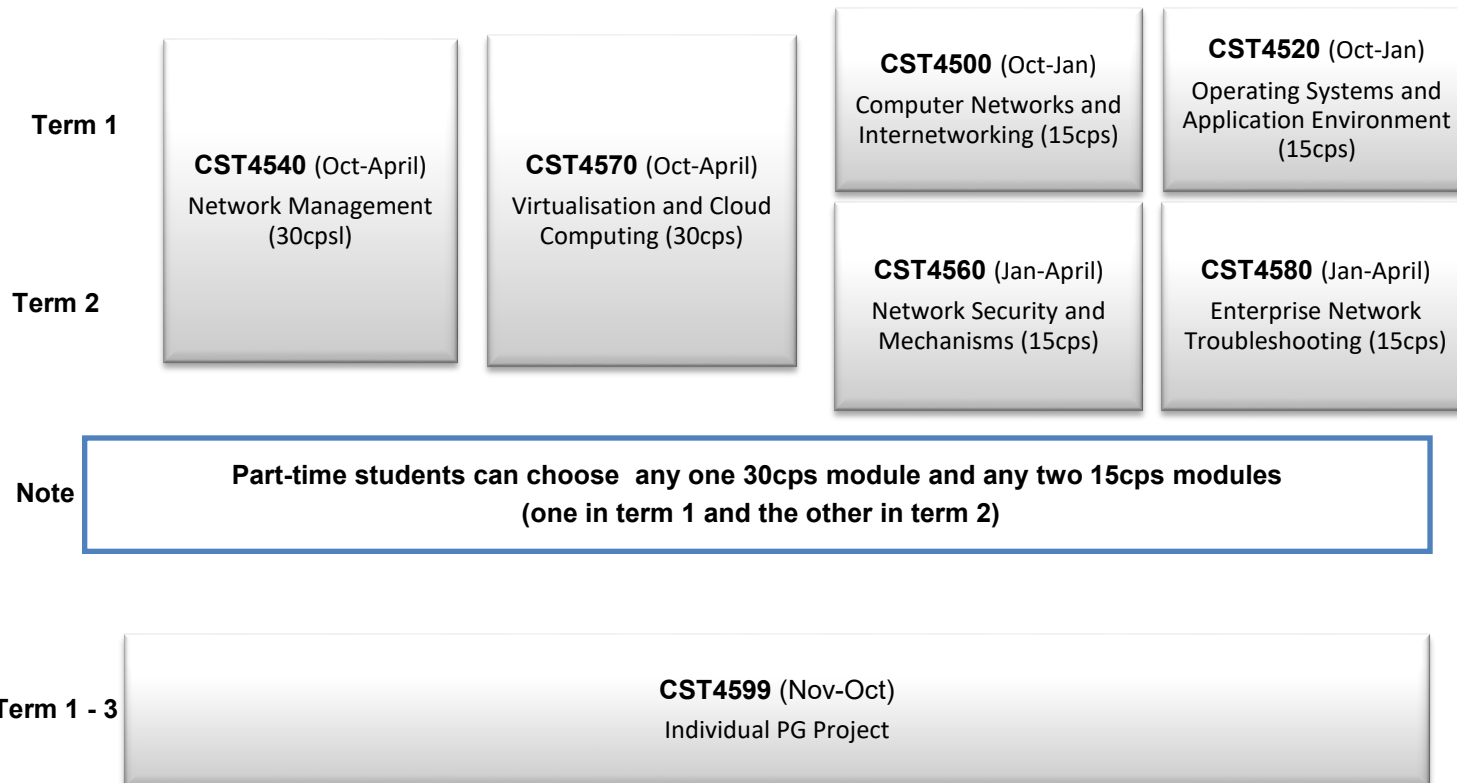 Term 1
CST4540 (Oct-April)
Network Management
(30cpsl)
CST4570 (Oct-April)
Virtualisation and Cloud
Computing (30cps)
CST4500 (Oct-Jan)
Computer Networks and
Internetworking (15cps)
CST4520 (Oct-Jan)
Operating Systems and
Application Environment
(15cps)
Term 2
CST4560 (Jan-April)
Network Security and
Mechanisms (15cps)
CST4580 (Jan-April)
Enterprise Network
Troubleshooting (15cps)
Note
Part-time students can choose any one 30cps module and any two 15cps modules
(one in term 1 and the other in term 2)
Term 1 - 3
CST4599 (Nov-Oct)
Individual PG Project